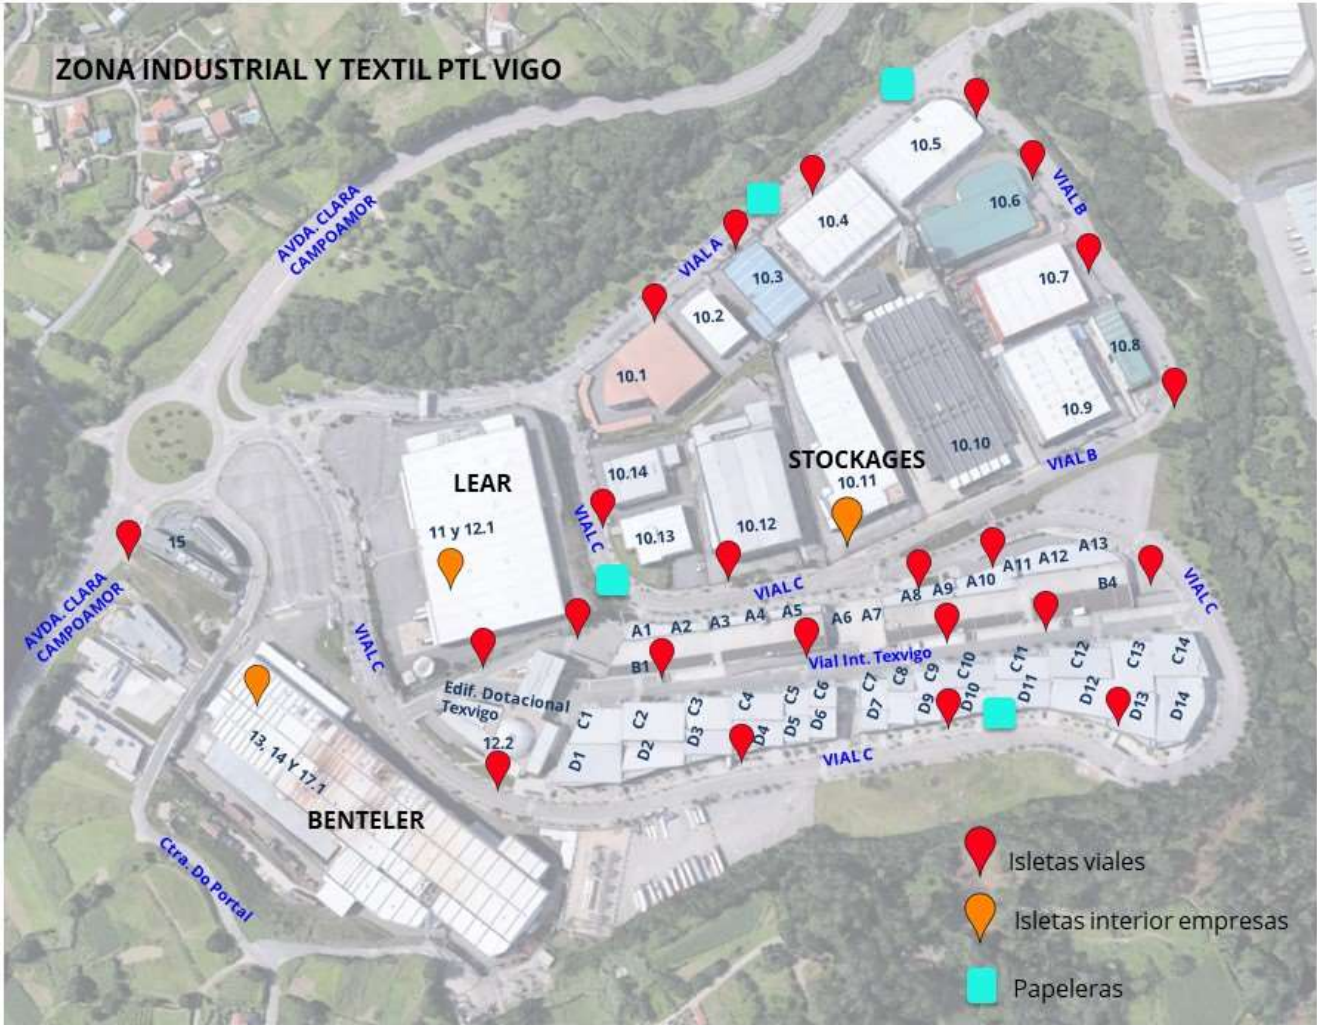 ZONA INDUSTRIAL Y TEXTIL PTL VIGO
AVDA. CLARA
CAMPOAMOR
VIAL A
VIAL B
10.5
10.4
10.6
10.3
10.7
10.2
10.8
10.1
10.9
10.10
VIAL B
STOCKAGES
10.11
10.14
10.13
10.12
VIAL C
LEAR
11 y 12.1
15
AVDA. CLARA
CAMPOAMOR
VIAL C
VIAL C
VIAL C
A1
A2
A3
A4
A5
A6
A7
A8
A9
A10
A11
A12
A13
B1
B4
Vial Int. Texvigo
Edif. Dotacional
Texvigo
12.2
C1
C2
C3
C4
C5
C6
C7
C8
C9
C10
C11
C12
C13
C14
D1
D2
D3
D4
D5
D6
D7
D9
D10
D11
D12
D13
D14
VIAL C
13, 14 Y 17.1
BENTELER
Ctra. Do Portal
Isletas viales
Isletas interior empresas
Papeleras